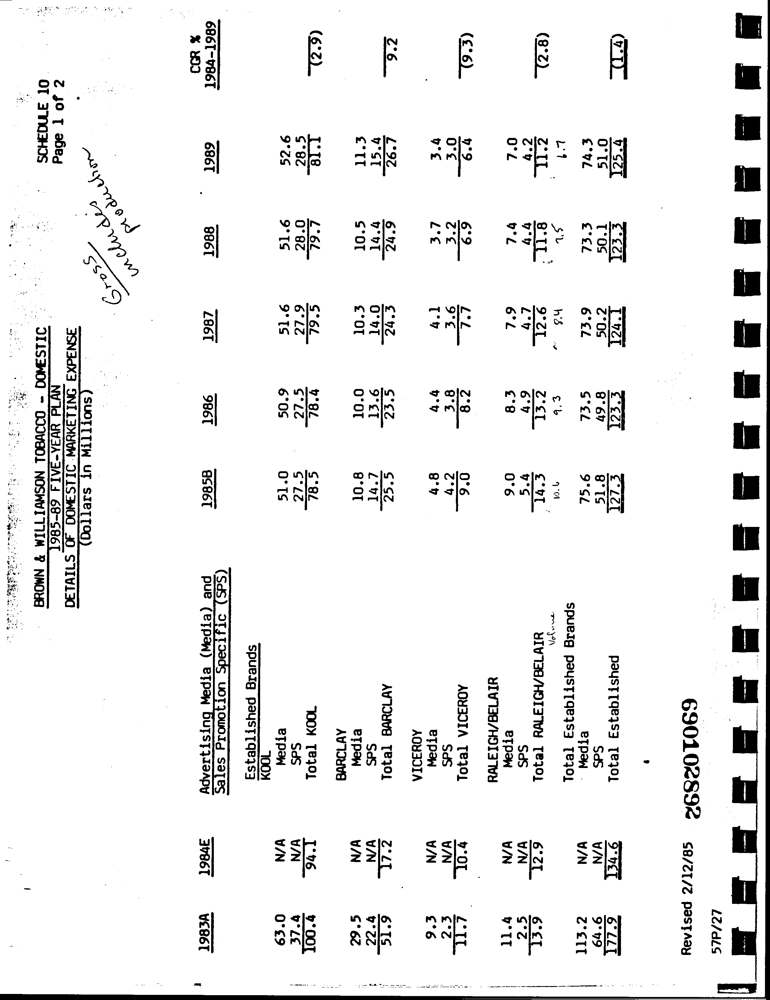 SCHEDULE 10
Page 1 of 2
BROWN & WILLIAMSON TOBACCO - DOMESTIC
1985-89 FIVE-YEAR PLAN
DETAILS OF DOMESTIC MARKETING EXPENSE
(Dollars in Millions)
Gross
includes
production
1983A 1984E Advertising Media (Media) and Sales Promotion Specific (SPS) 1985B 1986 1987 1988 1989 CGR % 1984-1989
Established Brands
KOOL
63.0 N/A Media 51.0 50.9 51.6 51.6 52.6
37.4 N/A SPS 27.5 27.5 27.9 28.0 28.5
100.4 94.1 Total KOOL 78.5 78.4 79.5 79.7 81.1 (2.9)
BARCLAY
29.5 N/A Media 10.8 10.0 10.3 10.5 11.3
22.4 N/A SPS 14.7 13.6 14.0 14.4 15.4
51.9 17.2 Total BARCLAY 25.5 23.5 24.3 24.9 26.7 9.2
VICEROY
9.3 N/A Media 4.8 4.4 4.1 3.7 3.4
2.3 N/A SPS 4.2 3.8 3.6 3.2 3.0
11.7 10.4 Total VICEROY 9.0 8.2 7.7 6.9 6.4 (9.3)
RALEIGH/BELAIR
11.4 N/A Media 9.0 8.3 7.9 7.4 7.0
2.5 N/A SPS 5.4 4.9 4.7 4.4 4.2
13.9 12.9 Total RALEIGH/BELAIR 14.3 13.2 12.6 11.8 11.2 (2.8)
Volume 10.6 9.3 8.4 7.5
Total Established Brands
113.2 N/A Media 75.6 73.5 73.9 73.3 74.3
64.6 N/A SPS 51.8 49.8 50.2 50.1 51.0
177.9 134.6 Total Established 127.3 123.3 124.1 123.3 125.4 (1.4)
Revised 2/12/85
57P/27
690102892